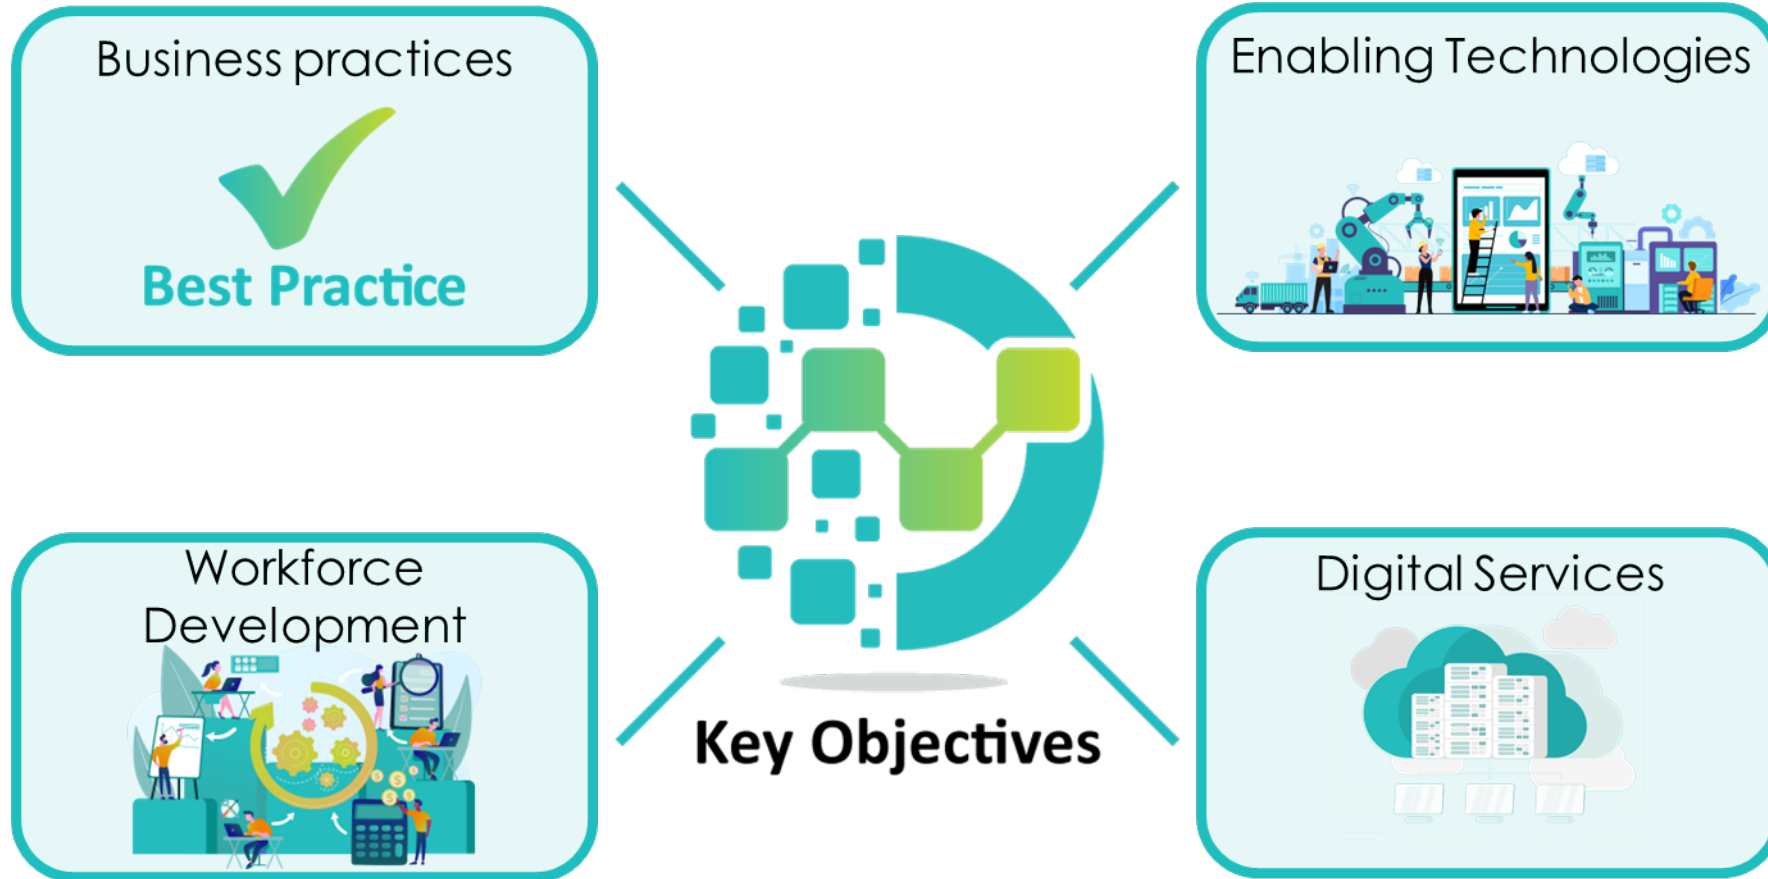 Business practices
Best Practice
Enabling Technologies
Key Objectives
Workforce
Development
Digital Services